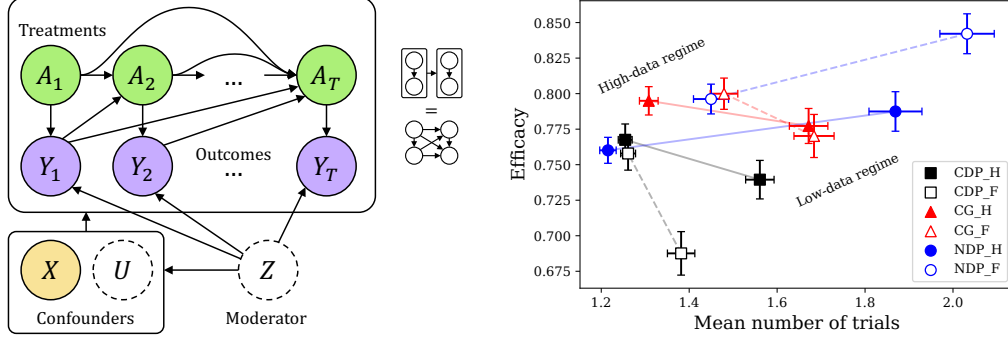 Treatments
A1 A2 ... AT
Y1 Y2 Outcomes ... YT
X U Z
Confounders Moderator
=
Efficacy
0.850
0.825
0.800
0.775
0.750
0.725
0.700
0.675
High-data regime
Low-data regime
CDP_H
CDP_F
CG_H
CG_F
NDP_H
NDP_F
1.2 1.4 1.6 1.8 2.0
Mean number of trials